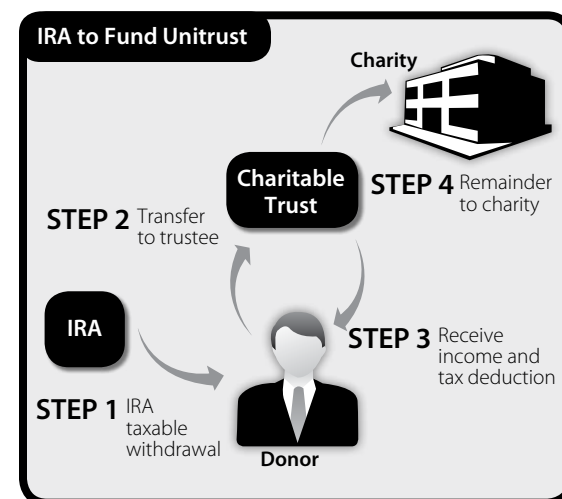 IRA to Fund Unitrust
Charity
Charitable
Trust
STEP 4 Remainder
to charity
STEP 2 Transfer
to trustee
IRA
STEP 3 Receive
income and
tax deduction
STEP 1 IRA
taxable
withdrawal
Donor